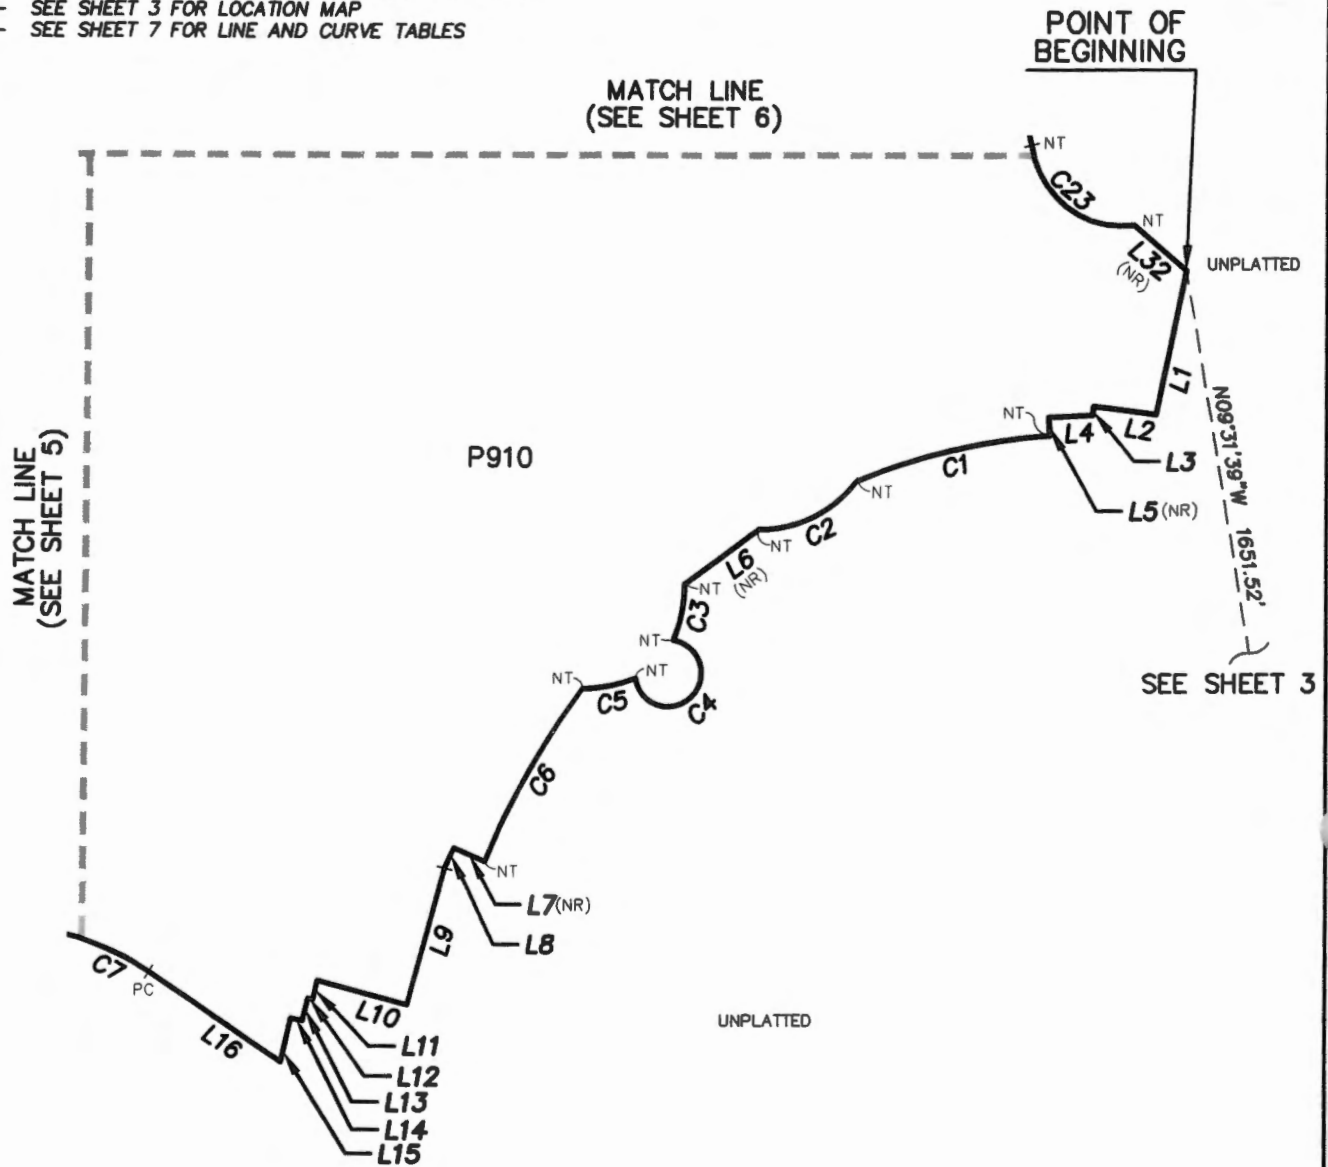 - SEE SHEET 3 FOR LOCATION MAP
- SEE SHEET 7 FOR LINE AND CURVE TABLES
POINT OF
BEGINNING
MATCH LINE
(SEE SHEET 6)
NT
C23
NT
L32
(NR)
UNPLATTED
L1
N09°31'39"W 1651.52'
NT
L4
L2
L3
L5 (NR)
C1
P910
MATCH LINE
(SEE SHEET 5)
NT
C2
NT
L6
(NR)
NT
C3
NT
NT
NT
C5
C4
SEE SHEET 3
C6
NT
L7(NR)
L8
L9
C7
PC
L10
L16
UNPLATTED
L11
L12
L13
L14
L15